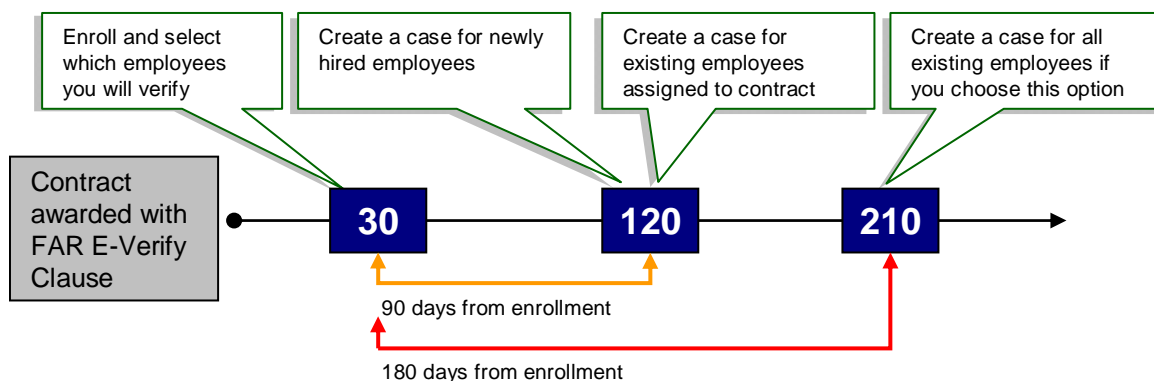 Enroll and select
which employees
you will verify
Create a case for newly
hired employees
Create a case for
existing employees
assigned to contract
Create a case for all
existing employees if
you choose this option
Contract
awarded with
FAR E-Verify
Clause
30
120
210
90 days from enrollment
180 days from enrollment